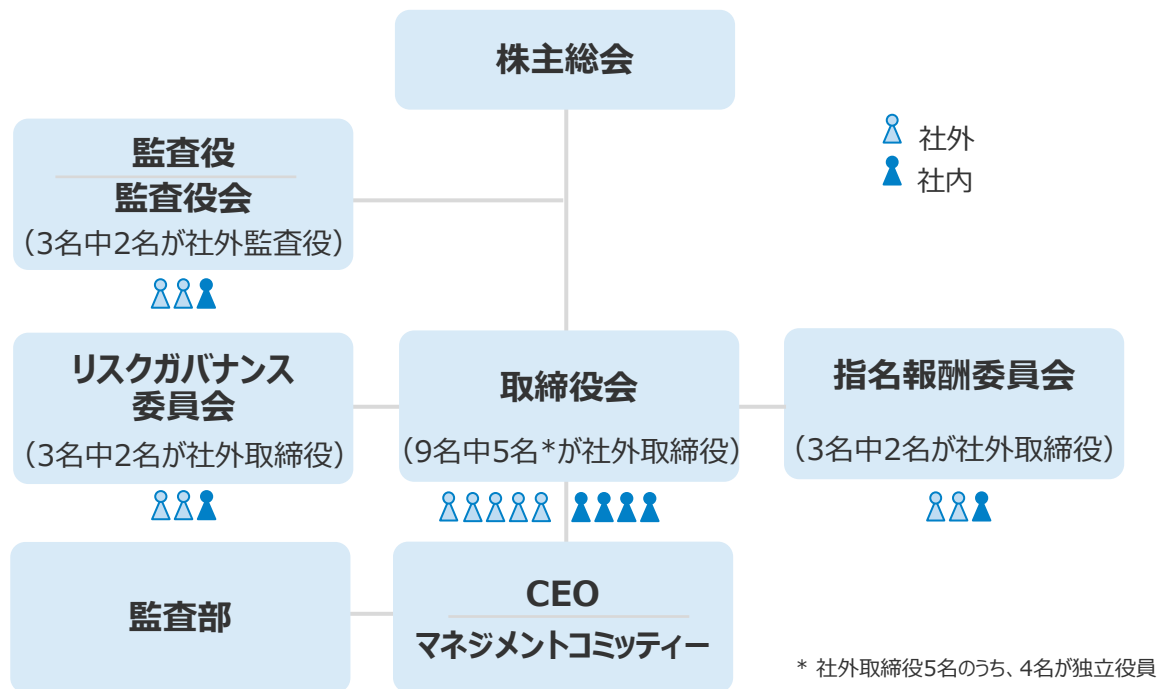 株主総会
社外
社内
監査役
監査役会
（3名中2名が社外監査役）
リスクガバナンス
委員会
（3名中2名が社外取締役）
取締役会
（9名中5名*が社外取締役）
指名報酬委員会
（3名中2名が社外取締役）
監査部
CEO
マネジメントコミッティー
* 社外取締役5名のうち、4名が独立役員